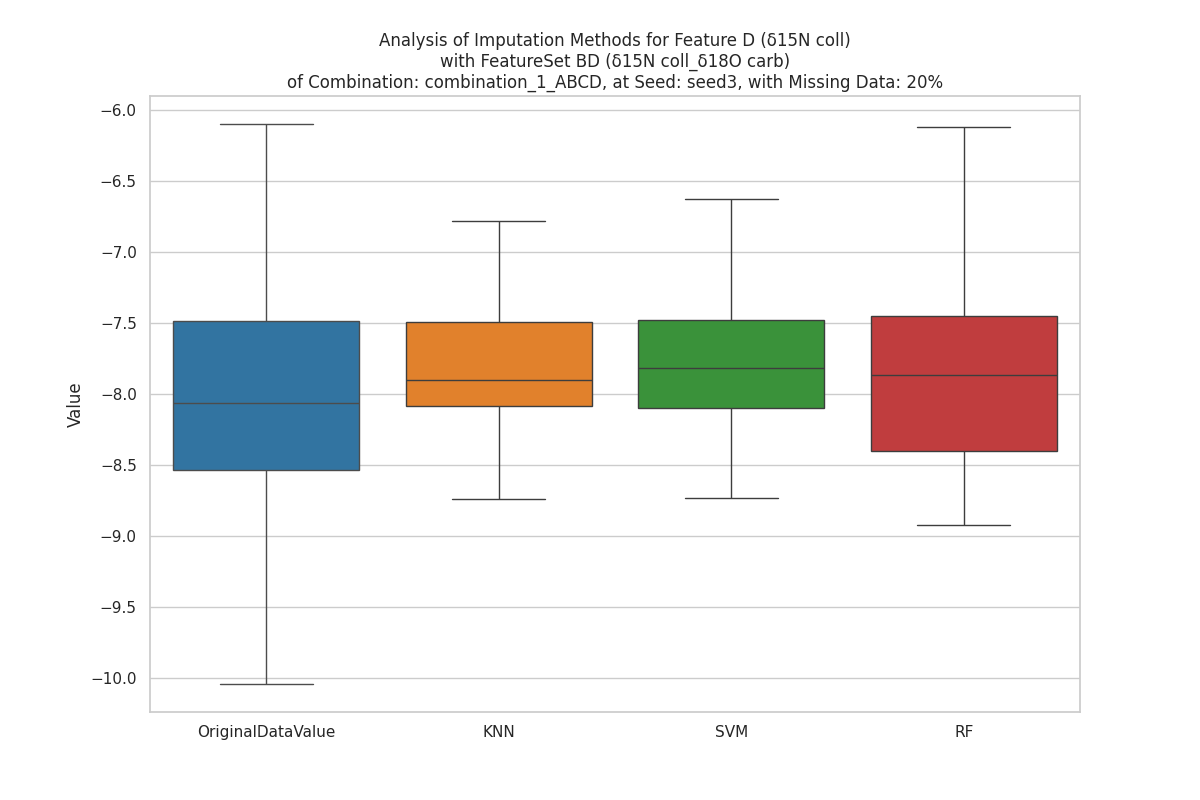 Analysis of Imputation Methods for Feature D (δ15N coll)
with FeatureSet BD (δ15N coll_δ18O carb)
of Combination: combination_1_ABCD, at Seed: seed3, with Missing Data: 20%
−6.0
−6.5
−7.0
−7.5
−8.0
−8.5
−9.0
−9.5
−10.0
Value
OriginalDataValue
KNN
SVM
RF